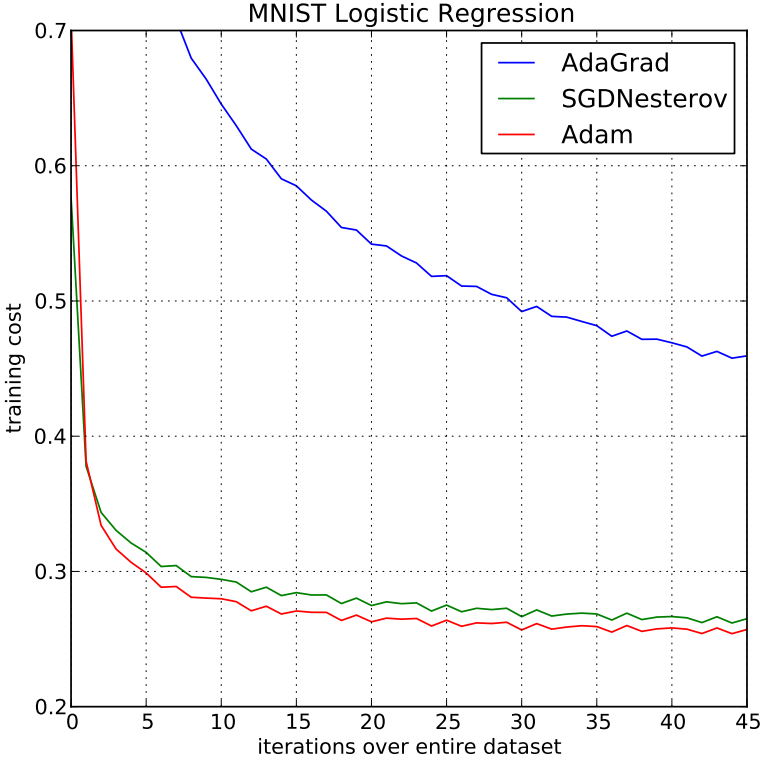 MNIST Logistic Regression
0.7
0.6
0.5
0.4
0.3
0.2
training cost
AdaGrad
SGDNesterov
Adam
0 5 10 15 20 25 30 35 40 45
iterations over entire dataset